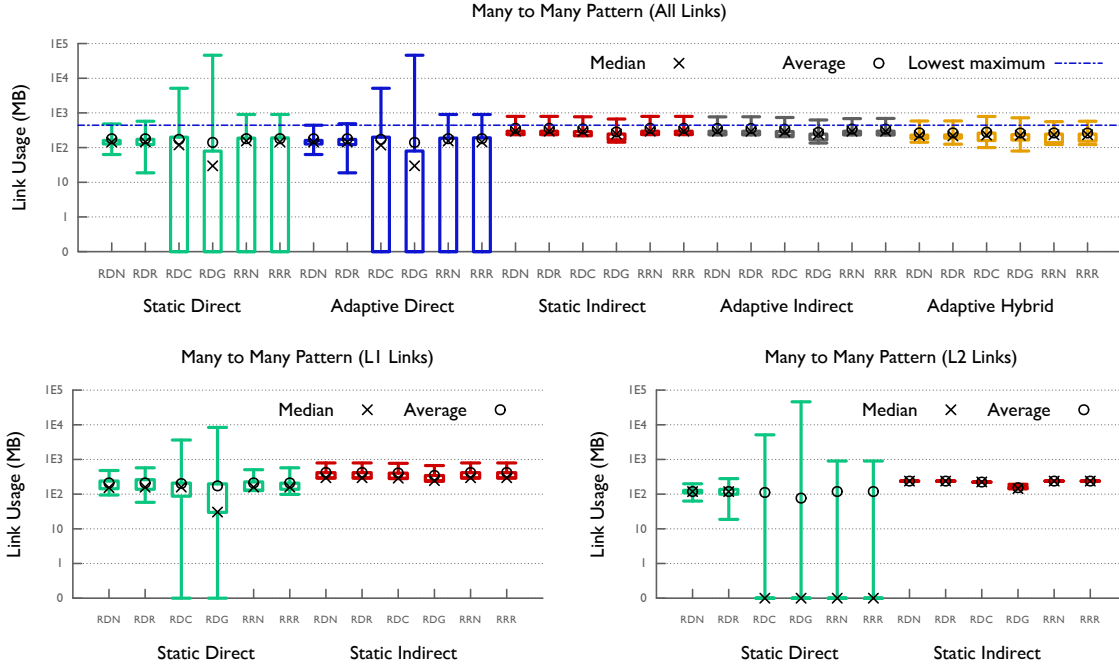 Many to Many Pattern (All Links)
Link Usage (MB)
1E5
1E4
1E3
1E2
10
1
0
Median
Average
Lowest maximum
RDN RDR RDC RDG RRN RRR RDN RDR RDC RDG RRN RRR RDN RDR RDC RDG RRN RRR RDN RDR RDC RDG RRN RRR RDN RDR RDC RDG RRN RRR
Static Direct Adaptive Direct Static Indirect Adaptive Indirect Adaptive Hybrid
Many to Many Pattern (L1 Links)
Link Usage (MB)
1E5
1E4
1E3
1E2
10
1
0
Median Average
RDN RDR RDC RDG RRN RRR RDN RDR RDC RDG RRN RRR
Static Direct Static Indirect
Many to Many Pattern (L2 Links)
Link Usage (MB)
1E5
1E4
1E3
1E2
10
1
0
Median Average
RDN RDR RDC RDG RRN RRR RDN RDR RDC RDG RRN RRR
Static Direct Static Indirect